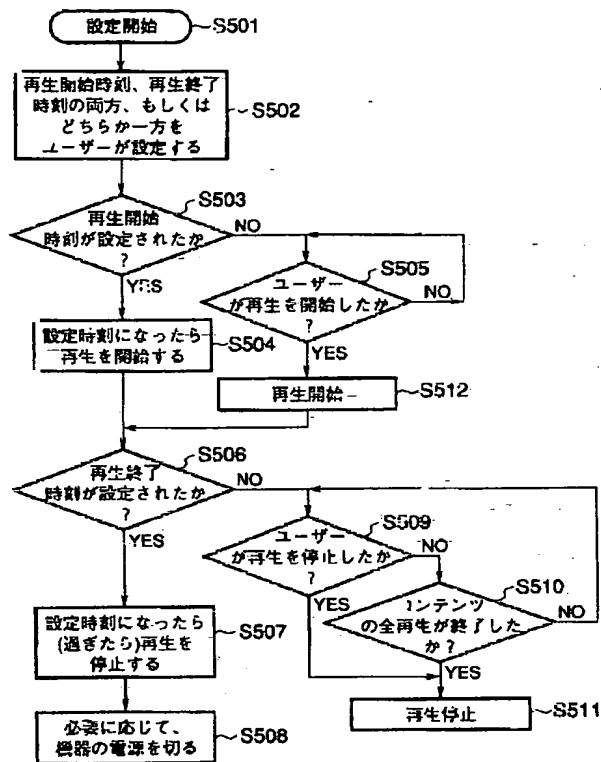 設定開始
S501
再生開始時刻、再生終了
時刻の両方、もしくは
どちらか一方を
ユーザーが設定する
S502
S503
再生開始
時刻が設定されたか
?
NO
YES
S505
ユーザー
が再生を開始したか
?
NO
YES
設定時刻になったら
再生を開始する
S504
再生開始
S512
S506
再生終了
時刻が設定されたか
?
NO
YES
S509
ユーザー
が再生を停止したか
?
NO
YES
S510
コンテンツ
の全再生が終了した
か?
NO
YES
設定時刻になったら
(過ぎたら)再生を
停止する
S507
再生停止
S511
必要に応じて、
機器の電源を切る
S508